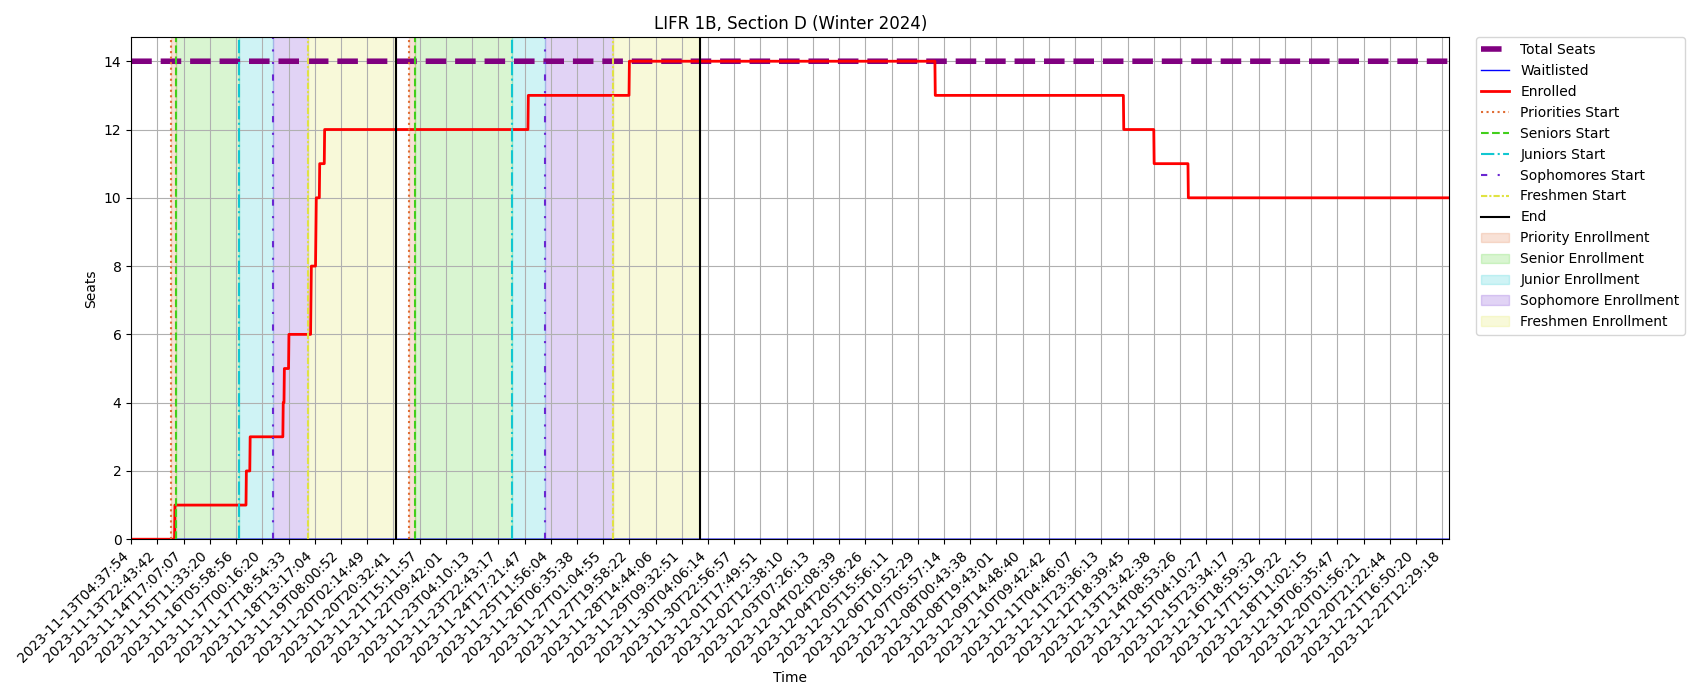 LIFR 1B, Section D (Winter 2024)
14
12
10
8
6
4
2
0
Seats
2023-11-13T04:37:54
2023-11-13T22:43:42
2023-11-14T17:07:07
2023-11-15T11:33:20
2023-11-16T05:58:56
2023-11-17T00:16:20
2023-11-17T18:54:33
2023-11-18T13:17:04
2023-11-19T08:00:52
2023-11-20T02:14:49
2023-11-20T20:32:41
2023-11-21T15:11:57
2023-11-22T09:42:01
2023-11-23T04:10:13
2023-11-23T22:43:17
2023-11-24T17:21:47
2023-11-25T11:56:04
2023-11-26T06:35:38
2023-11-27T01:04:55
2023-11-27T19:58:22
2023-11-28T14:44:06
2023-11-29T09:32:51
2023-11-30T04:06:14
2023-11-30T22:56:57
2023-12-01T17:49:51
2023-12-02T12:38:10
2023-12-03T07:26:13
2023-12-04T02:08:39
2023-12-04T20:58:26
2023-12-05T15:56:11
2023-12-06T10:52:29
2023-12-07T05:57:14
2023-12-08T00:43:38
2023-12-08T19:43:01
2023-12-09T14:48:40
2023-12-10T09:42:42
2023-12-11T04:46:07
2023-12-11T23:36:13
2023-12-12T18:39:45
2023-12-13T13:42:38
2023-12-14T08:53:26
2023-12-15T04:10:27
2023-12-15T23:34:17
2023-12-16T18:59:32
2023-12-17T15:19:22
2023-12-18T11:02:15
2023-12-19T06:35:47
2023-12-20T01:56:21
2023-12-20T21:22:44
2023-12-21T16:50:20
2023-12-22T12:29:18
Time
Total Seats
Waitlisted
Enrolled
Priorities Start
Seniors Start
Juniors Start
Sophomores Start
Freshmen Start
End
Priority Enrollment
Senior Enrollment
Junior Enrollment
Sophomore Enrollment
Freshmen Enrollment